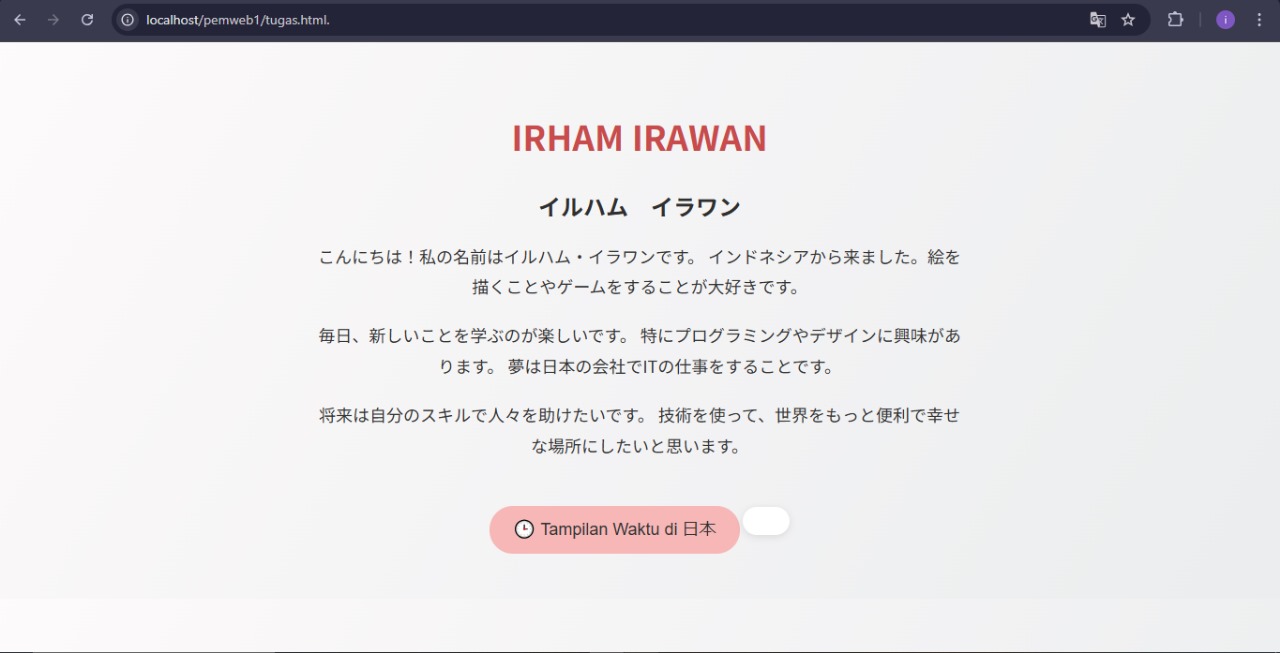 localhost/pemweb1/tugas.html.
i
IRHAM IRAWAN
イルハム　イラワン
こんにちは！私の名前はイルハム・イラワンです。 インドネシアから来ました。絵を
描くことやゲームをすることが大好きです。
毎日、新しいことを学ぶのが楽しいです。 特にプログラミングやデザインに興味があ
ります。 夢は日本の会社でITの仕事をすることです。
将来は自分のスキルで人々を助けたいです。 技術を使って、世界をもっと便利で幸せ
な場所にしたいと思います。
🕒 Tampilan Waktu di 日本